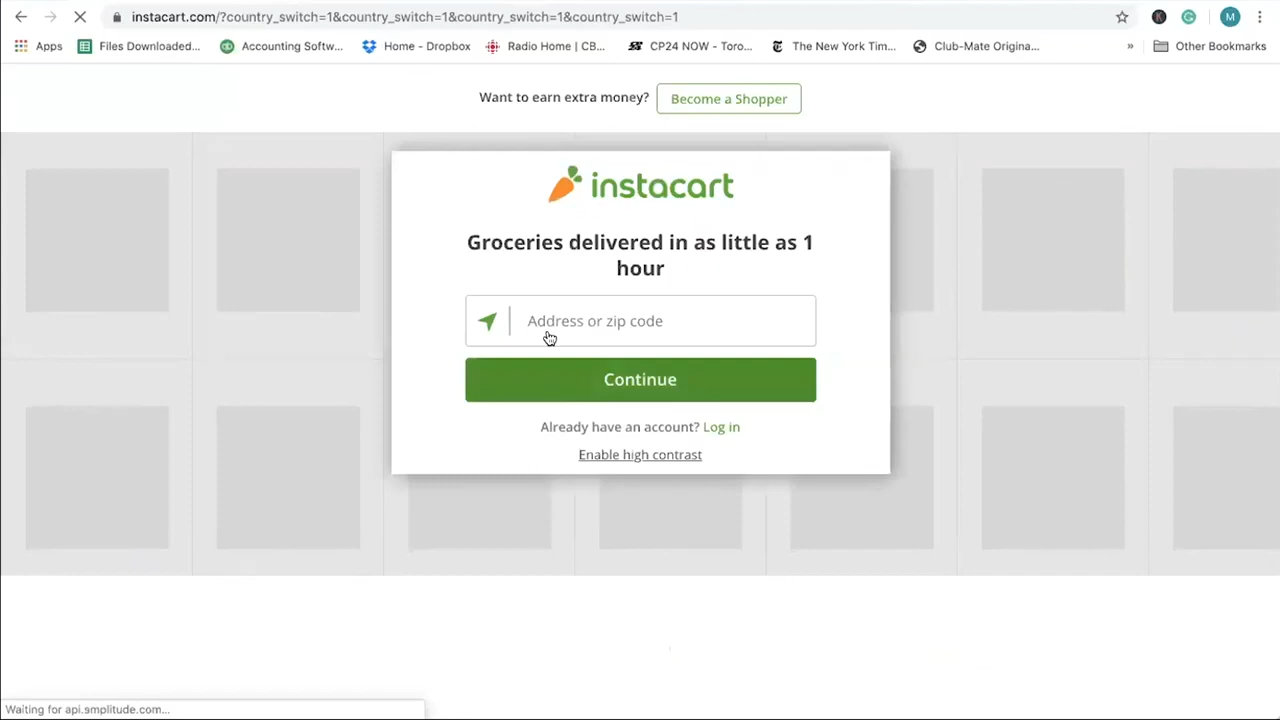 instacart.com/?country_switch=1&country_switch=1&country_switch=1&country_switch=1
K
M
Apps
Files Downloaded...
Accounting Softw...
Home - Dropbox
Radio Home | CB...
CP24 NOW - Toro...
The New York Tim...
Club-Mate Origina...
»
Other Bookmarks
Want to earn extra money?
Become a Shopper
instacart
Groceries delivered in as little as 1
hour
Address or zip code
Continue
Already have an account? Log in
Enable high contrast
Waiting for api.amplitude.com...